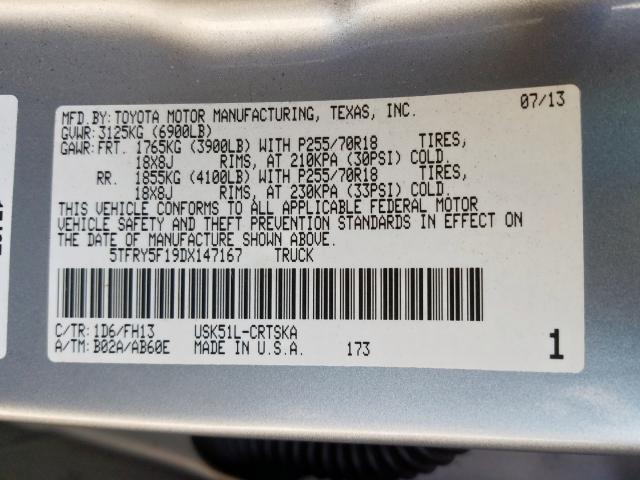 MFD.BY:TOYOTA MOTOR MANUFACTURING, TEXAS, INC. 07/13
GVWR:3125KG (6900LB)
GAWR:FRT. 1765KG (3900LB) WITH P255/70R18 TIRES,
18X8J RIMS, AT 210KPA (30PSI) COLD.
RR. 1855KG (4100LB) WITH P255/70R18 TIRES,
18X8J RIMS, AT 230KPA (33PSI) COLD.
THIS VEHICLE CONFORMS TO ALL APPLICABLE FEDERAL MOTOR
VEHICLE SAFETY AND THEFT PREVENTION STANDARDS IN EFFECT ON
THE DATE OF MANUFACTURE SHOWN ABOVE.
5TFRY5F19DX147167 TRUCK
C/TR:1D6/FH13 USK51L-CRTSKA
A/TM:B02A/AB60E MADE IN U.S.A. 173 1